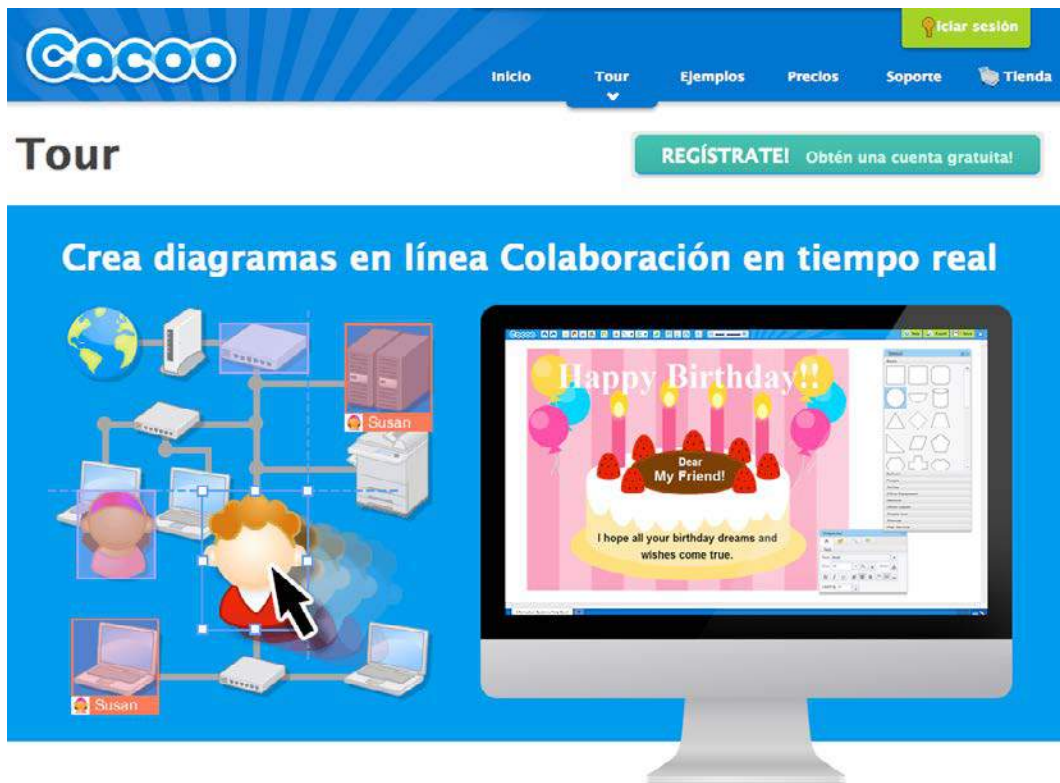 Cacoo
Iciar sesión
Inicio
Tour
Ejemplos
Precios
Soporte
Tienda
Tour
REGÍSTRATE! Obtén una cuenta gratuita!
Crea diagramas en línea Colaboración en tiempo real
Susan
Susan
Cacoo
Happy Birthday!!
Dear
My Friend!
I hope all your birthday dreams and
wishes come true.